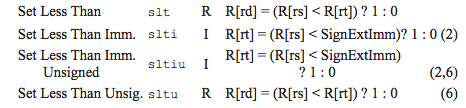 Set Less Than slt R R[rd] = (R[rs] < R[rt]) ? 1 : 0
Set Less Than Imm. slti I R[rt] = (R[rs] < SignExtImm)? 1 : 0 (2)
Set Less Than Imm. Unsigned sltiu I R[rt] = (R[rs] < SignExtImm) ? 1 : 0 (2,6)
Set Less Than Unsig. sltu R R[rd] = (R[rs] < R[rt]) ? 1 : 0 (6)